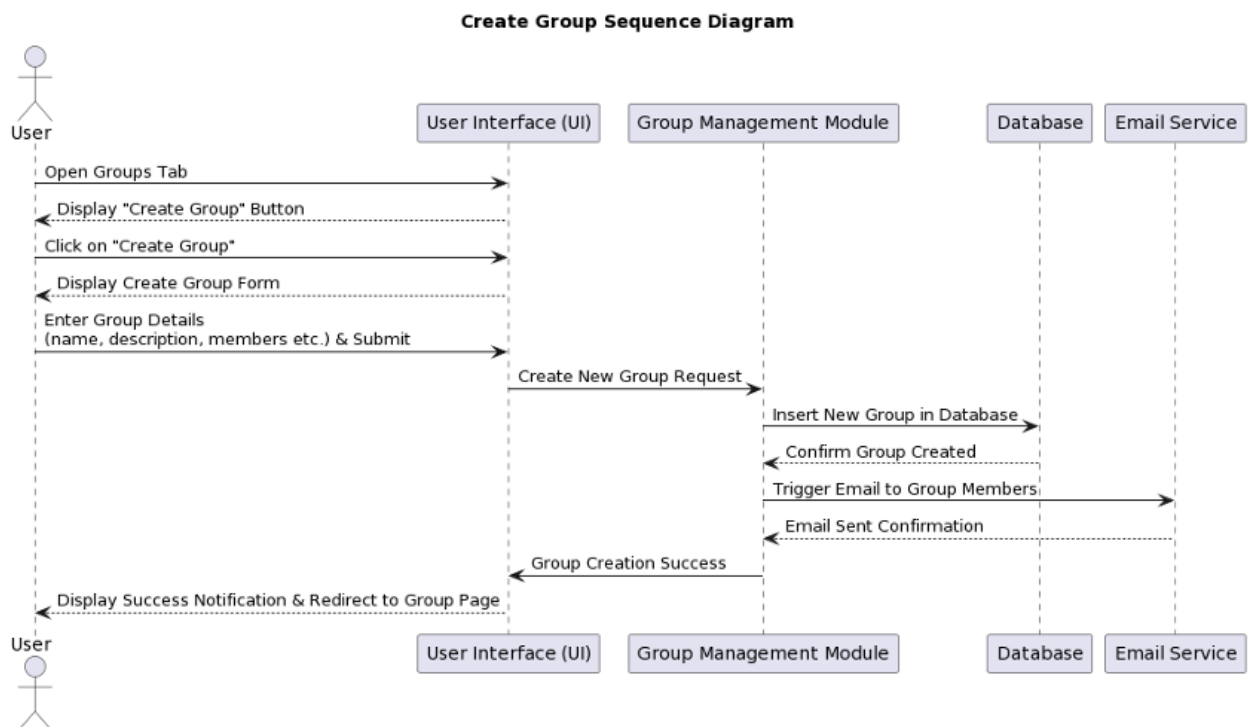 Create Group Sequence Diagram
User
User Interface (UI)
Group Management Module
Database
Email Service
Open Groups Tab
Display "Create Group" Button
Click on "Create Group"
Display Create Group Form
Enter Group Details
(name, description, members etc.) & Submit
Create New Group Request
Insert New Group in Database
Confirm Group Created
Trigger Email to Group Members
Email Sent Confirmation
Group Creation Success
Display Success Notification & Redirect to Group Page
User
User Interface (UI)
Group Management Module
Database
Email Service